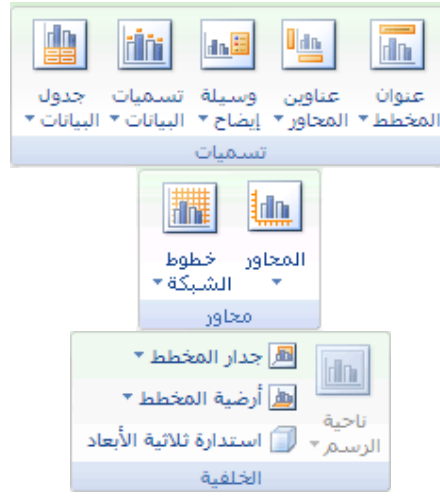 عنوان المخطط
عناوين المحاور
وسيلة إيضاح
تسميات البيانات
جدول البيانات
تسميات
المحاور
خطوط الشبكة
محاور
ناحية الرسم
جدار المخطط
أرضية المخطط
استدارة ثلاثية الأبعاد
الخلفية